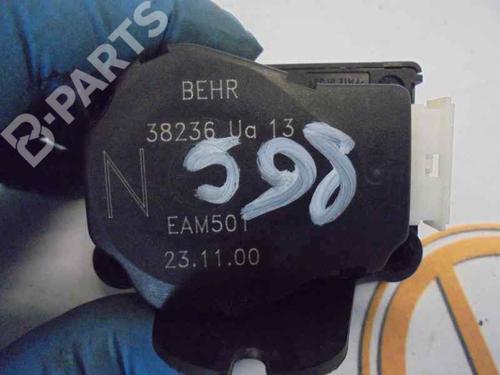 B-PARTS
BEHR
38236 Ua 13
N
598
EAM501
23.11.00